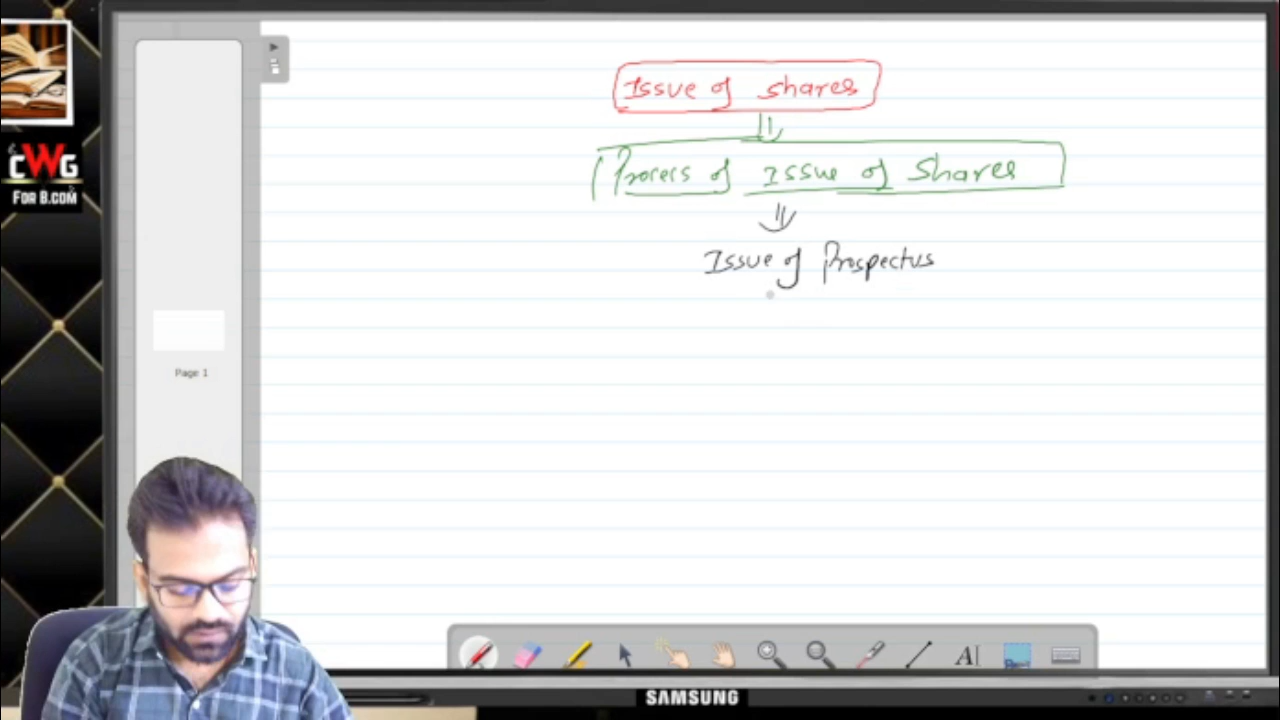 Issue of shares
Process of Issue of Shares
Issue of Prospectus
CWG
FOR B.COM
Page 1
A
SAMSUNG